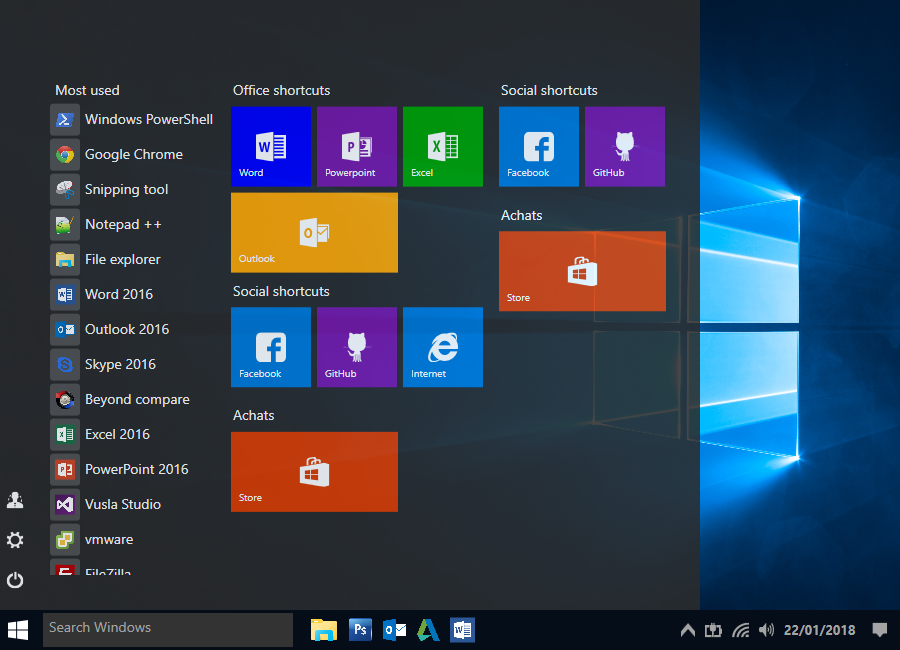 Most used
Windows PowerShell
Google Chrome
Snipping tool
Notepad ++
File explorer
Word 2016
Outlook 2016
Skype 2016
Beyond compare
Excel 2016
PowerPoint 2016
Vusla Studio
vmware
FileZilla
Office shortcuts
Word
Powerpoint
Excel
Outlook
Social shortcuts
Facebook
GitHub
Internet
Achats
Store
Social shortcuts
Facebook
GitHub
Achats
Store
Search Windows
Ps
22/01/2018